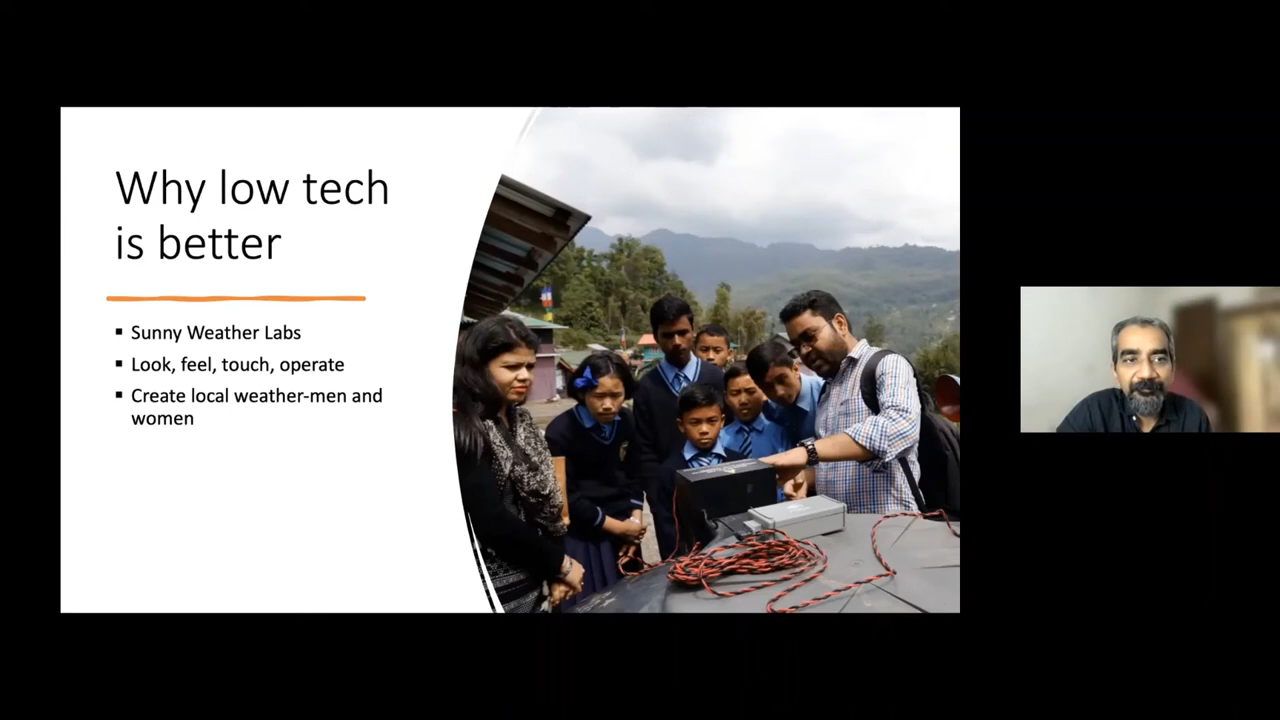 Why low tech
is better
▪ Sunny Weather Labs
▪ Look, feel, touch, operate
▪ Create local weather-men and
women